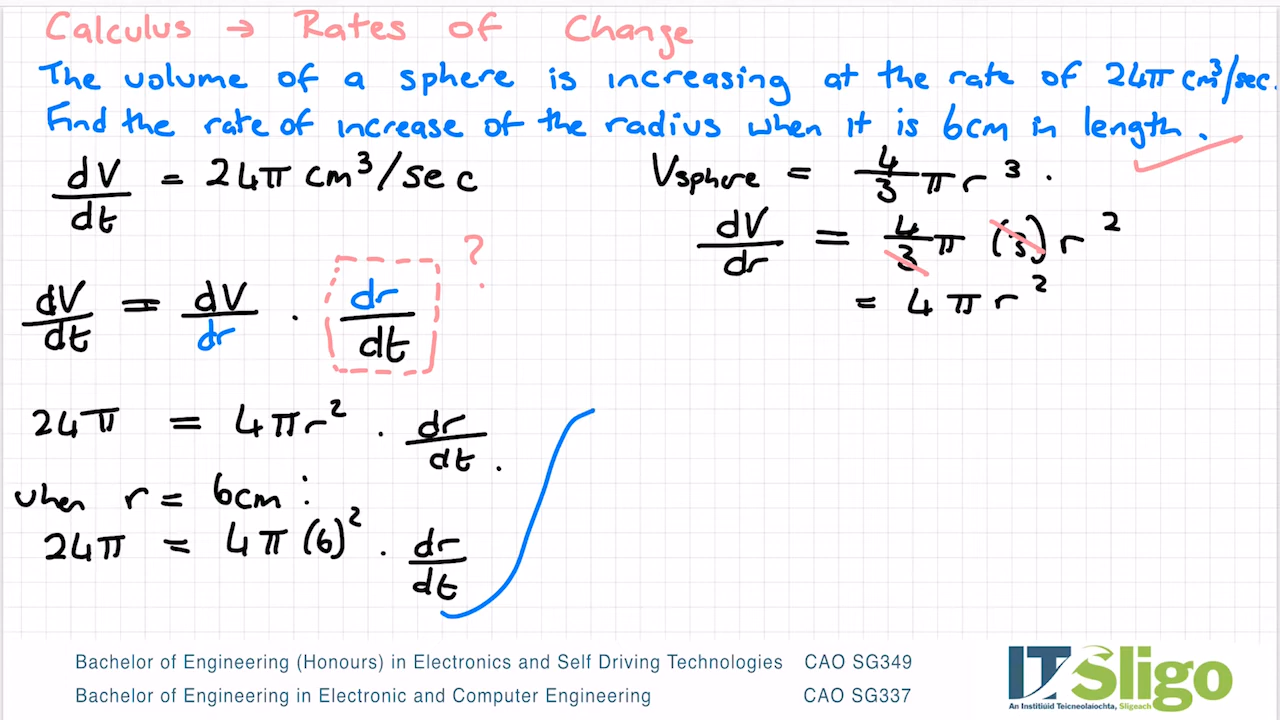 Calculus → Rates of Change
The volume of a sphere is increasing at the rate of 24π cm³/sec.
Find the rate of increase of the radius when it is 6cm in length.
dV/dt = 24π cm³/sec
dV/dt = dV/dr · dr/dt ?
24π = 4πr² · dr/dt.
when r = 6cm :
24π = 4π(6)² · dr/dt
Vsphere = 4/3 πr³.
dV/dr = 4/3 π (3) r²
= 4πr²
Bachelor of Engineering (Honours) in Electronics and Self Driving Technologies CAO SG349
Bachelor of Engineering in Electronic and Computer Engineering CAO SG337
IT Sligo
An Institiúid Teicneolaíochta, Sligeach